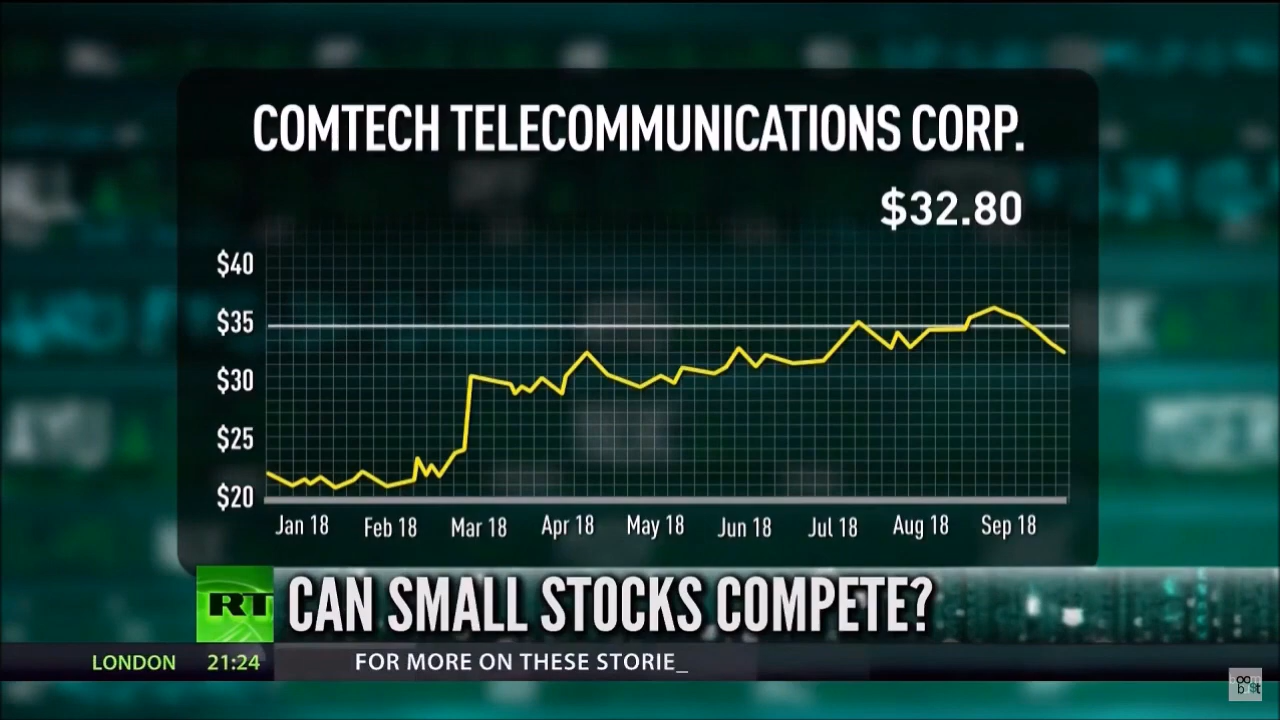 COMTECH TELECOMMUNICATIONS CORP.
$32.80
$40
$35
$30
$25
$20
Jan 18 Feb 18 Mar 18 Apr 18 May 18 Jun 18 Jul 18 Aug 18 Sep 18
RT CAN SMALL STOCKS COMPETE?
LONDON 21:24 FOR MORE ON THESE STORIE_